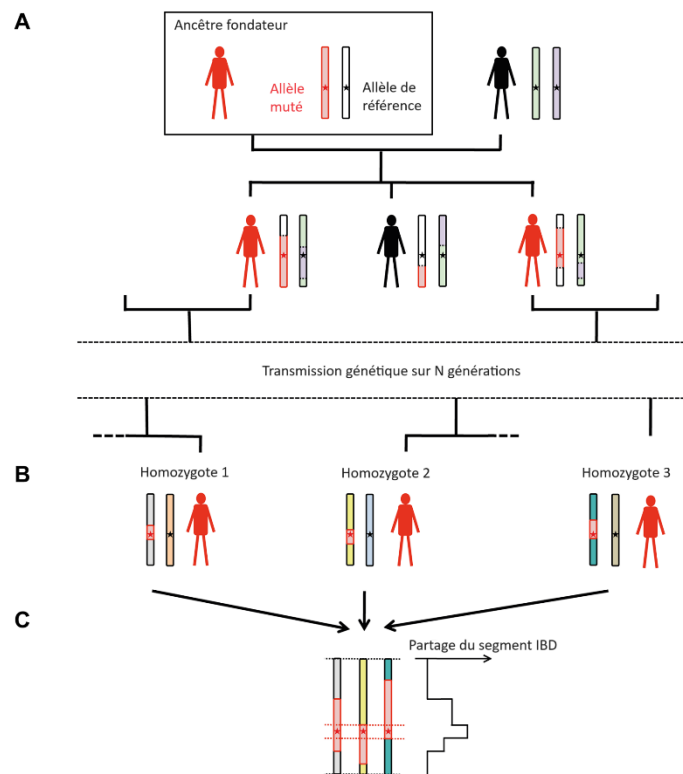 A
Ancêtre fondateur
Allèle
muté
Allèle de
référence
Transmission génétique sur N générations
B
Homozygote 1
Homozygote 2
Homozygote 3
C
Partage du segment IBD